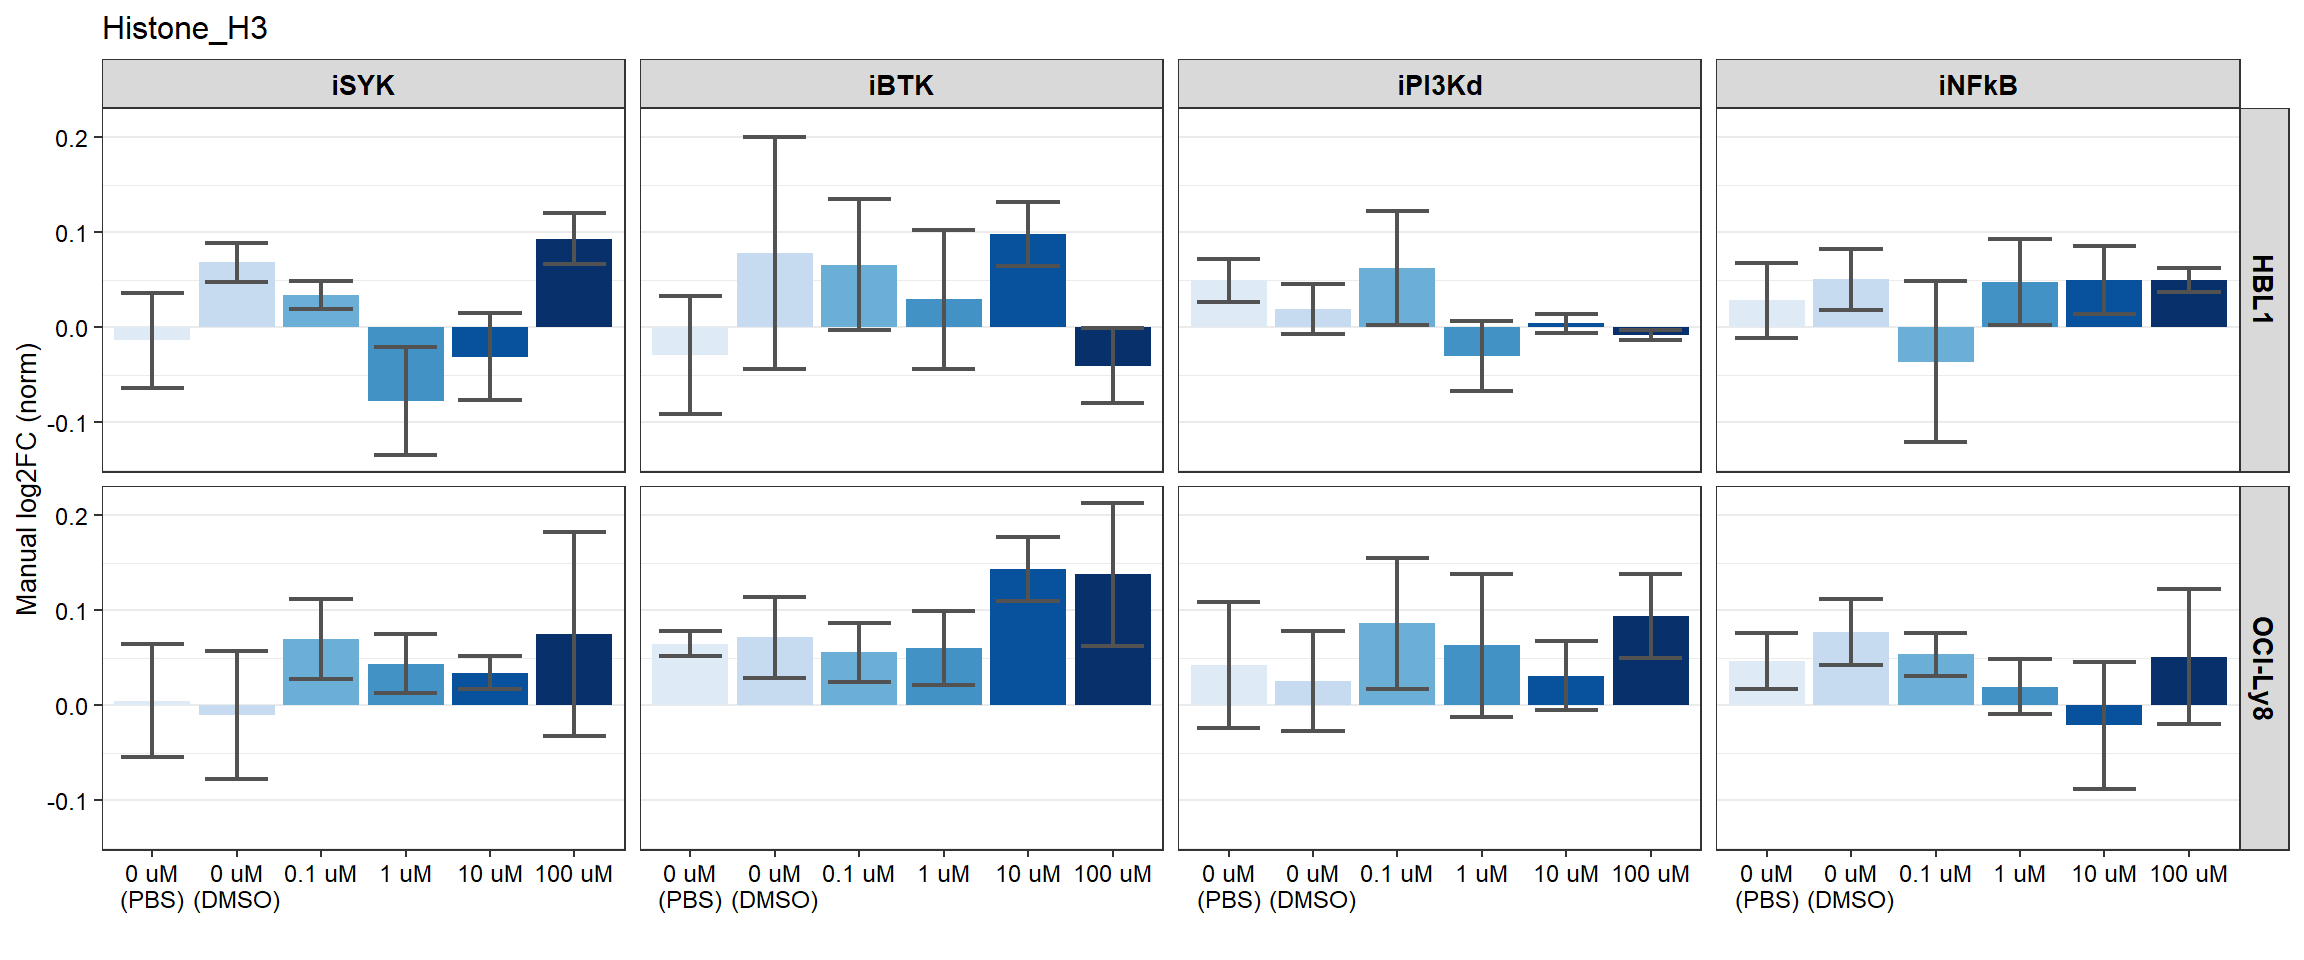 Histone_H3
iSYK
iBTK
iPI3Kd
iNFkB
Manual log2FC (norm)
0.2
0.1
0.0
-0.1
HBL1
0.2
0.1
0.0
-0.1
OCI-Ly8
0 uM (PBS)
0 uM (DMSO)
0.1 uM
1 uM
10 uM
100 uM
0 uM (PBS)
0 uM (DMSO)
0.1 uM
1 uM
10 uM
100 uM
0 uM (PBS)
0 uM (DMSO)
0.1 uM
1 uM
10 uM
100 uM
0 uM (PBS)
0 uM (DMSO)
0.1 uM
1 uM
10 uM
100 uM